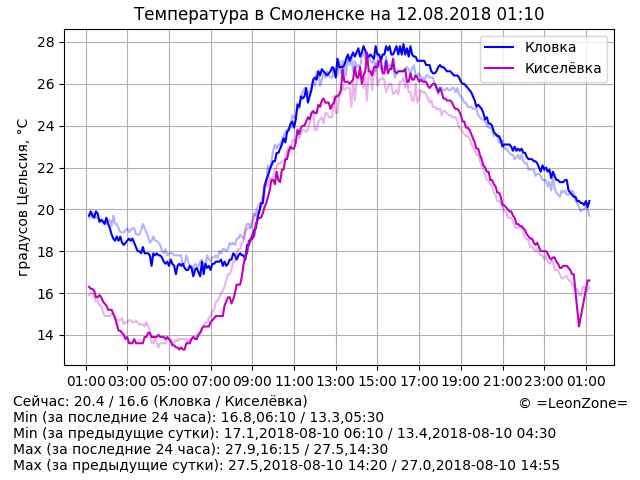 Температура в Смоленске на 12.08.2018 01:10
градусов Цельсия, °C
28
26
24
22
20
18
16
14
Кловка
Киселёвка
01:00 03:00 05:00 07:00 09:00 11:00 13:00 15:00 17:00 19:00 21:00 23:00 01:00
Сейчас: 20.4 / 16.6 (Кловка / Киселёвка)
© =LeonZone=
Min (за последние 24 часа): 16.8,06:10 / 13.3,05:30
Min (за предыдущие сутки): 17.1,2018-08-10 06:10 / 13.4,2018-08-10 04:30
Max (за последние 24 часа): 27.9,16:15 / 27.5,14:30
Max (за предыдущие сутки): 27.5,2018-08-10 14:20 / 27.0,2018-08-10 14:55